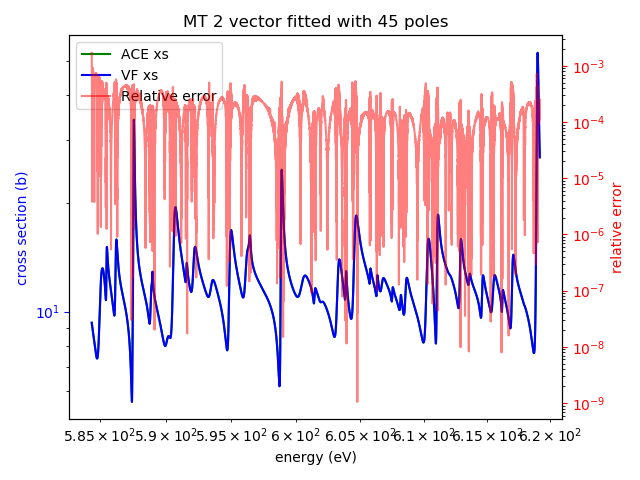 MT 2 vector fitted with 45 poles
ACE xs
VF xs
Relative error
cross section (b)
10¹
10⁻³
10⁻⁴
10⁻⁵
10⁻⁶
10⁻⁷
10⁻⁸
10⁻⁹
relative error
5.85 × 10² 5.9 × 10² 5.95 × 10² 6 × 10² 6.05 × 10² 6.1 × 10² 6.15 × 10² 6.2 × 10²
energy (eV)